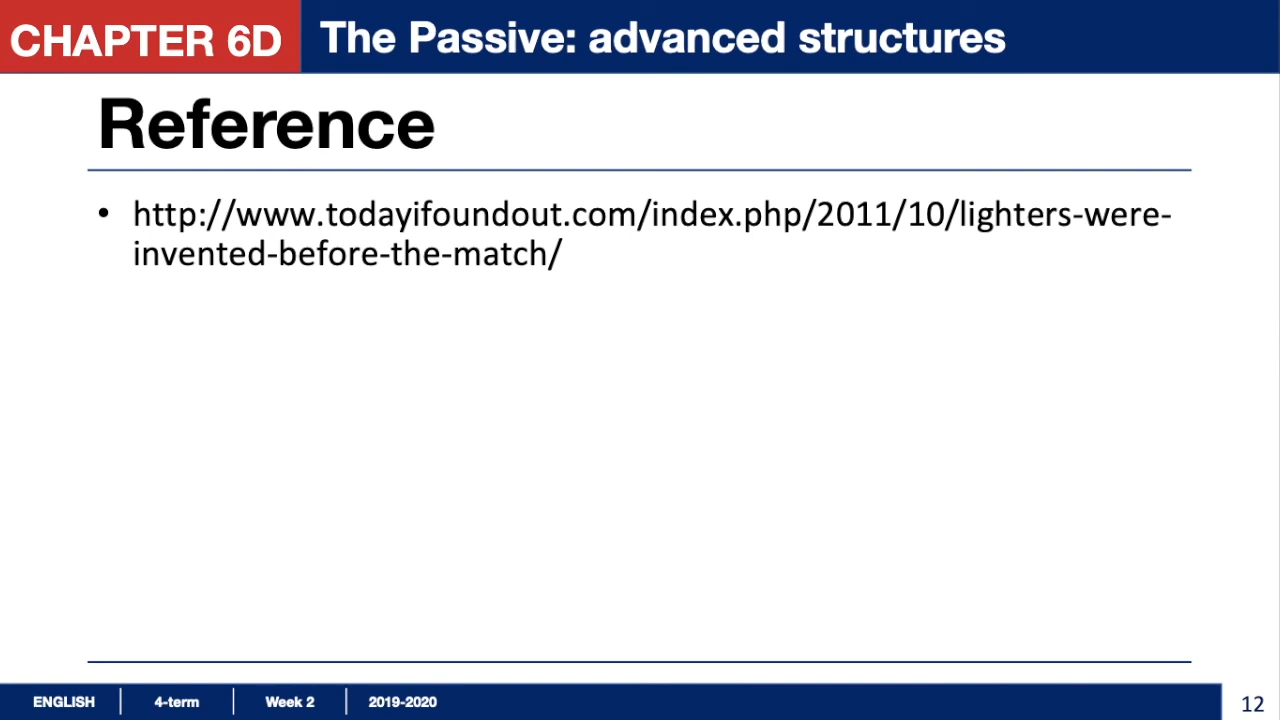 CHAPTER 6D
The Passive: advanced structures
Reference
• http://www.todayifoundout.com/index.php/2011/10/lighters-were-
invented-before-the-match/
ENGLISH
4-term
Week 2
2019-2020
12